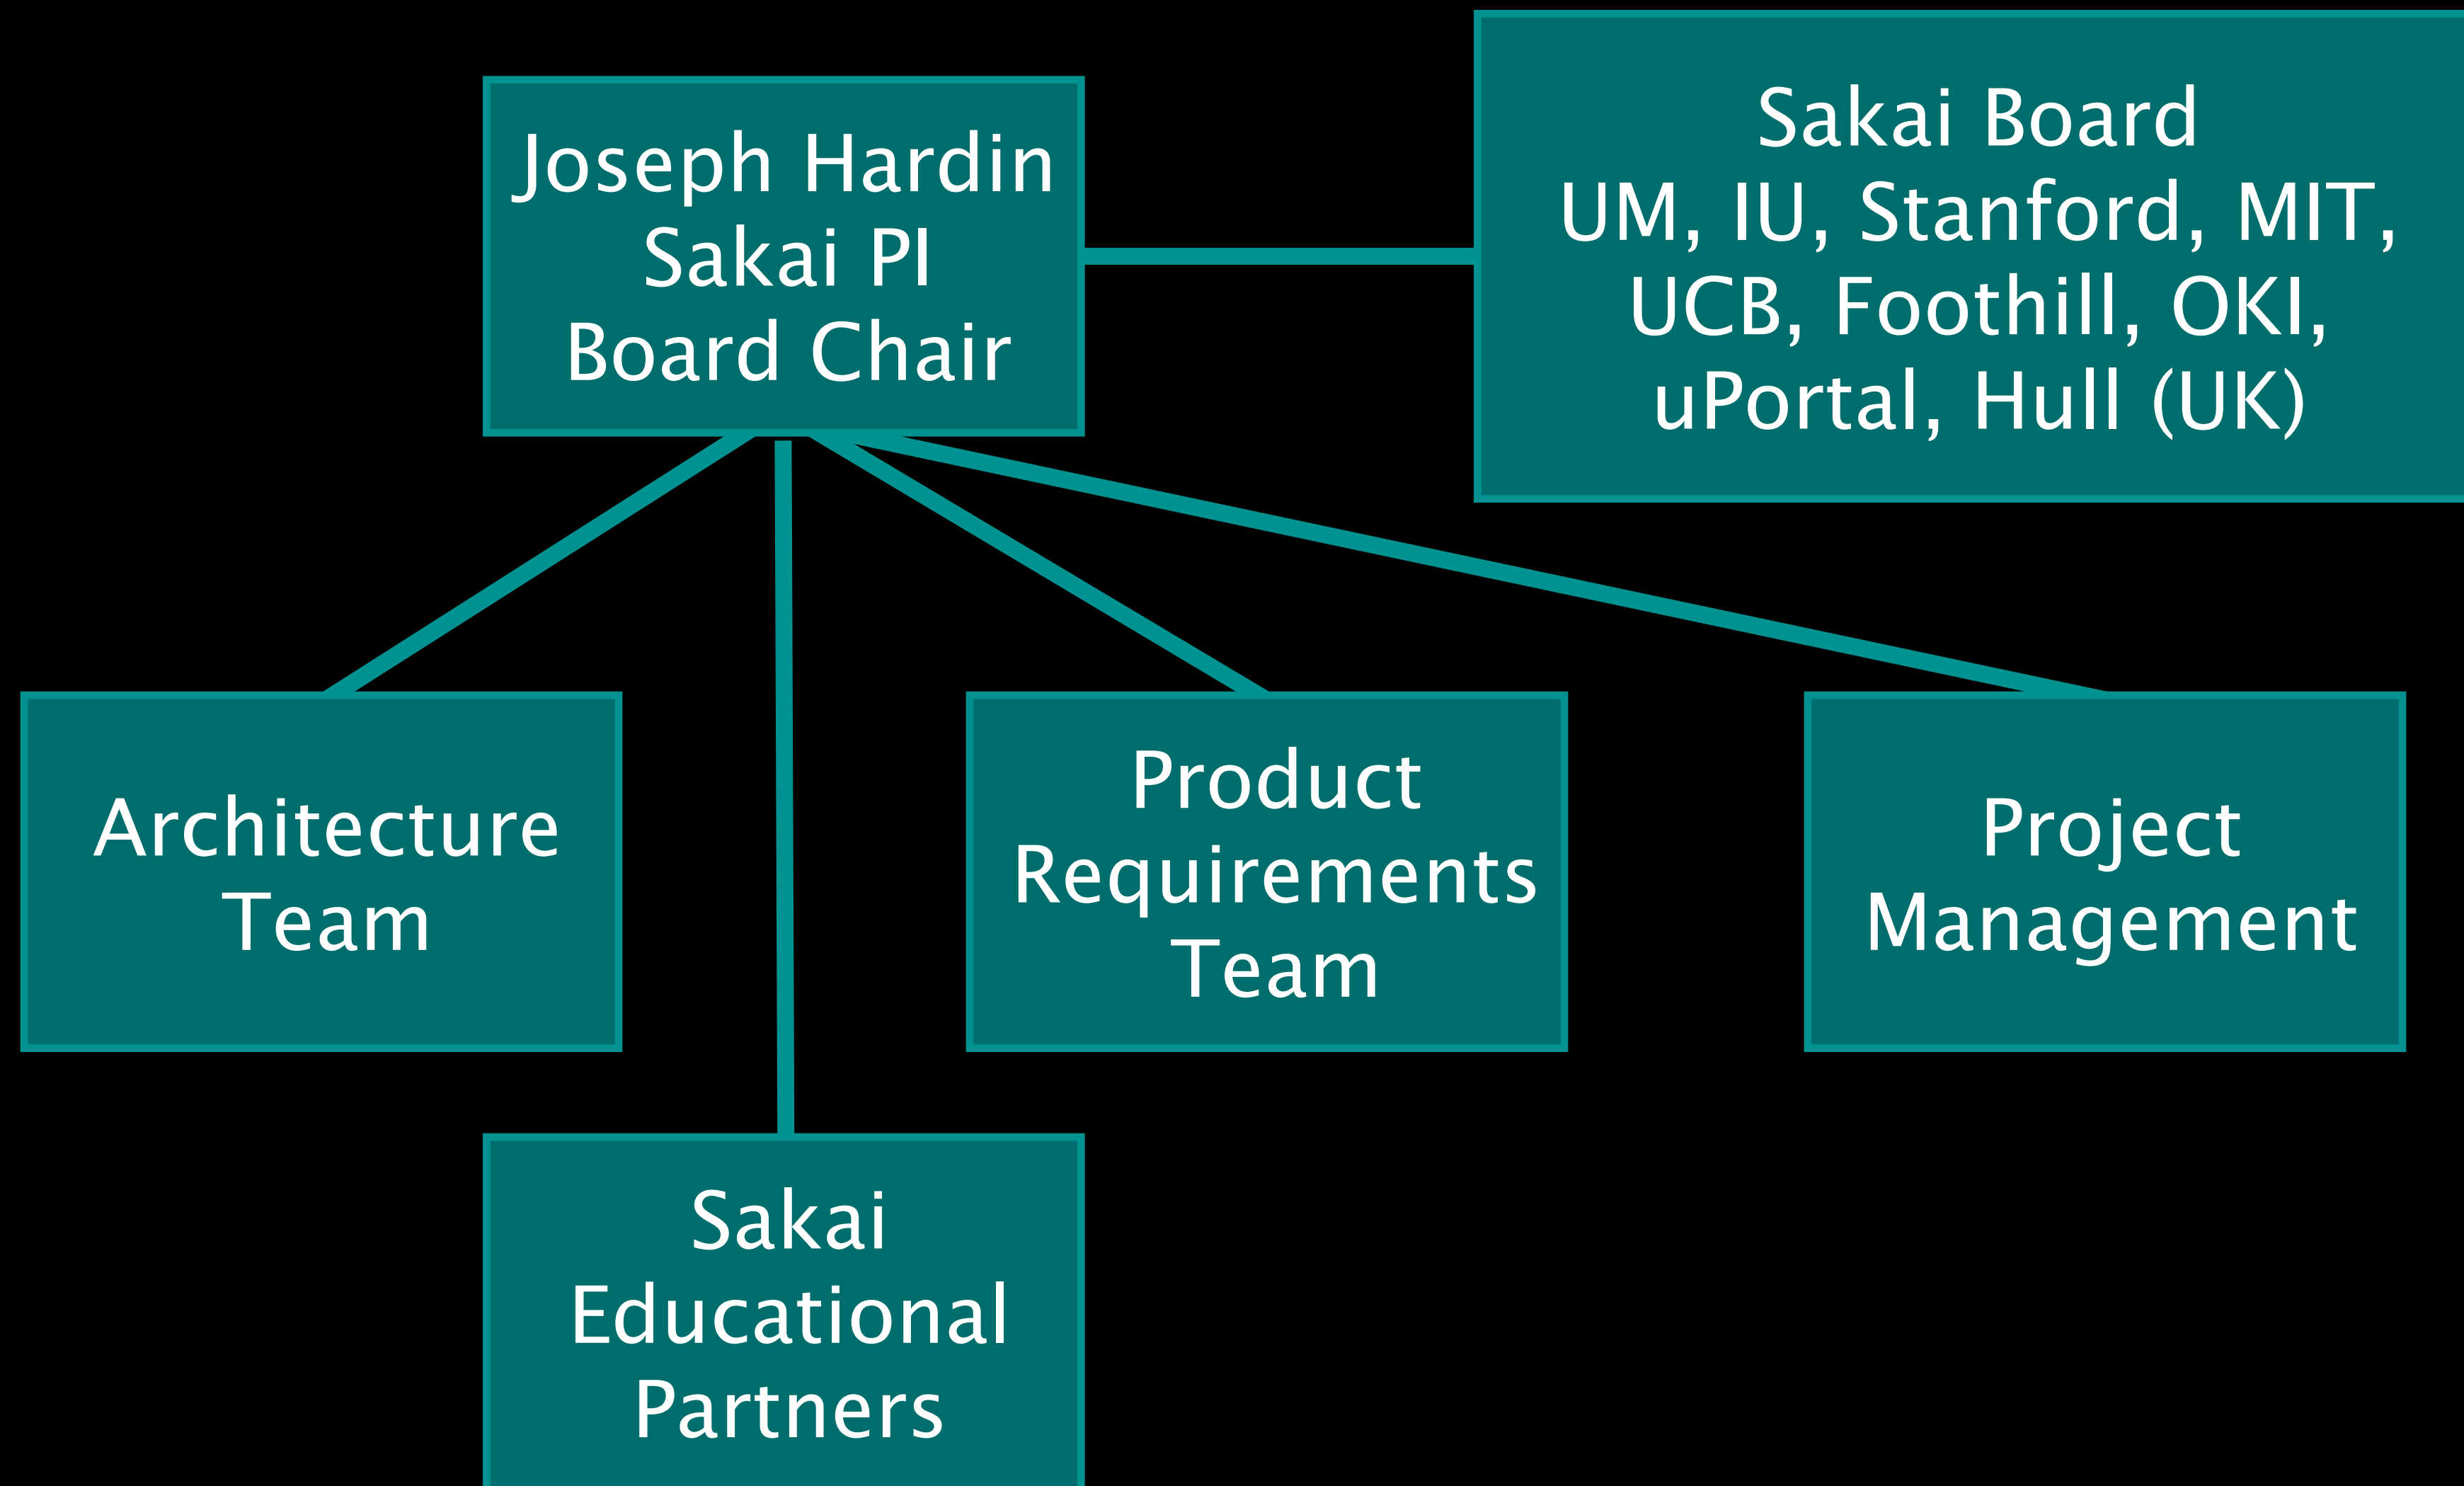 Joseph Hardin
Sakai PI
Board Chair
Sakai Board
UM, IU, Stanford, MIT,
UCB, Foothill, OKI,
uPortal, Hull (UK)
Architecture
Team
Product
Requirements
Team
Project
Management
Sakai
Educational
Partners